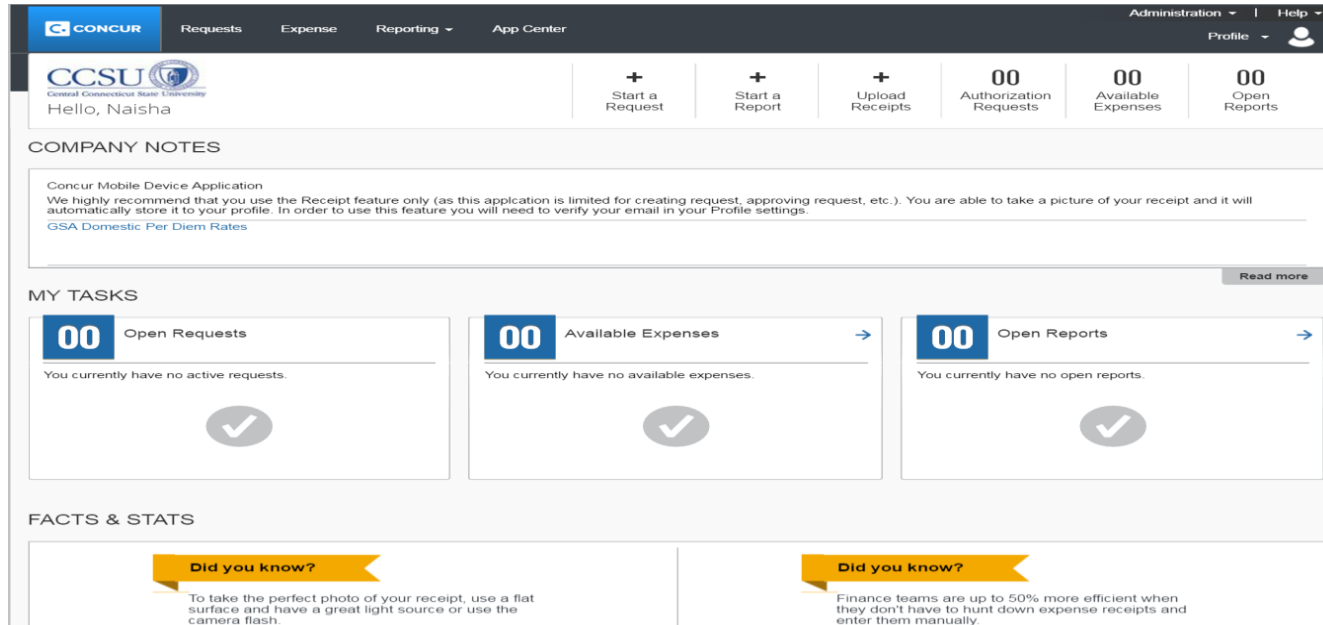 Administration | Help
C. CONCUR Requests Expense Reporting App Center
Profile
CCSU
Central Connecticut State University
Hello, Naisha
+ Start a Request
+ Start a Report
+ Upload Receipts
00 Authorization Requests
00 Available Expenses
00 Open Reports
COMPANY NOTES
Concur Mobile Device Application
We highly recommend that you use the Receipt feature only (as this applcation is limited for creating request, approving request, etc.). You are able to take a picture of your receipt and it will
automatically store it to your profile. In order to use this feature you will need to verify your email in your Profile settings.
GSA Domestic Per Diem Rates
Read more
MY TASKS
00 Open Requests
You currently have no active requests.
00 Available Expenses
You currently have no available expenses.
00 Open Reports
You currently have no open reports.
FACTS & STATS
Did you know?
To take the perfect photo of your receipt, use a flat
surface and have a great light source or use the
camera flash.
Did you know?
Finance teams are up to 50% more efficient when
they don't have to hunt down expense receipts and
enter them manually.